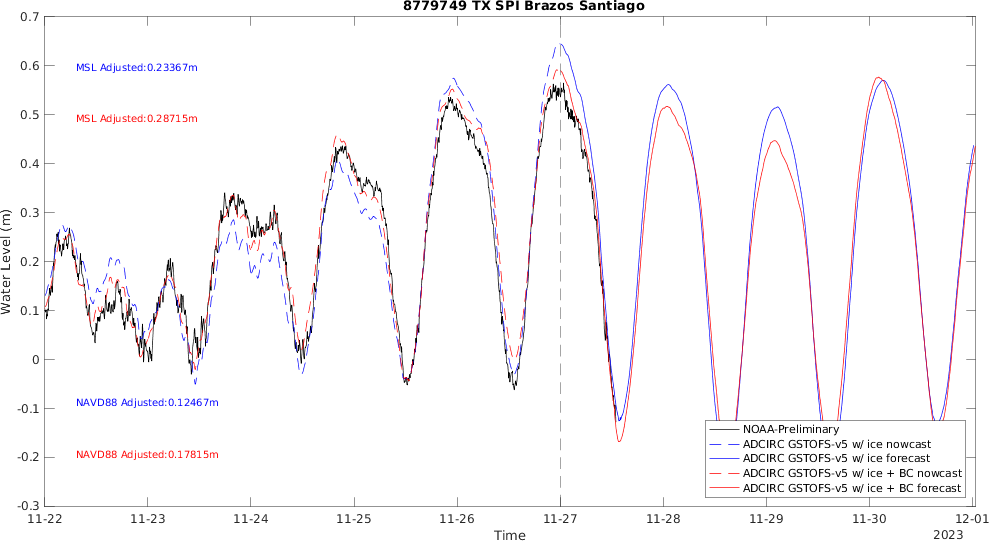 8779749 TX SPI Brazos Santiago
0.7
0.6
0.5
0.4
0.3
0.2
0.1
0
-0.1
-0.2
-0.3
Water Level (m)
MSL Adjusted:0.23367m
MSL Adjusted:0.28715m
NAVD88 Adjusted:0.12467m
NAVD88 Adjusted:0.17815m
NOAA-Preliminary
ADCIRC GSTOFS-v5 w/ ice nowcast
ADCIRC GSTOFS-v5 w/ ice forecast
ADCIRC GSTOFS-v5 w/ ice + BC nowcast
ADCIRC GSTOFS-v5 w/ ice + BC forecast
11-22 11-23 11-24 11-25 11-26 11-27 11-28 11-29 11-30 12-01
Time
2023